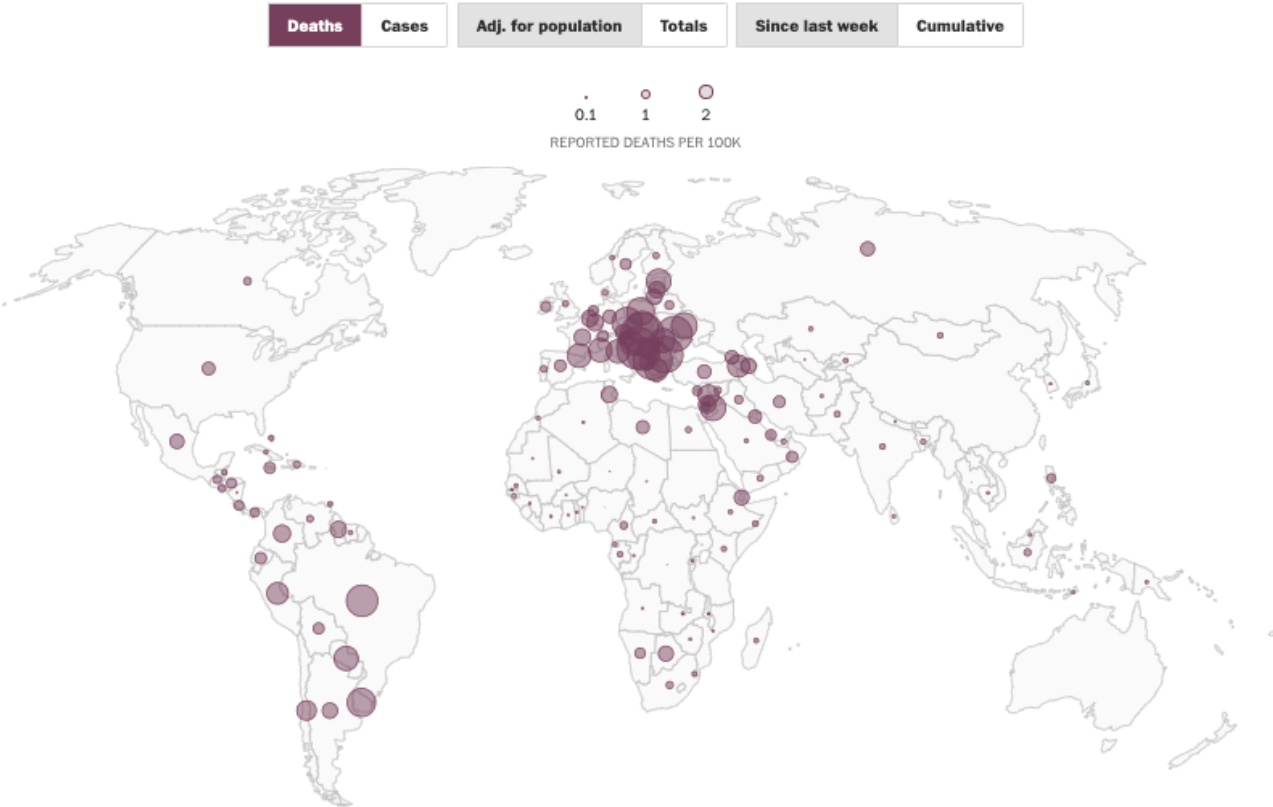 Deaths Cases Adj. for population Totals Since last week Cumulative
0.1 1 2
REPORTED DEATHS PER 100K